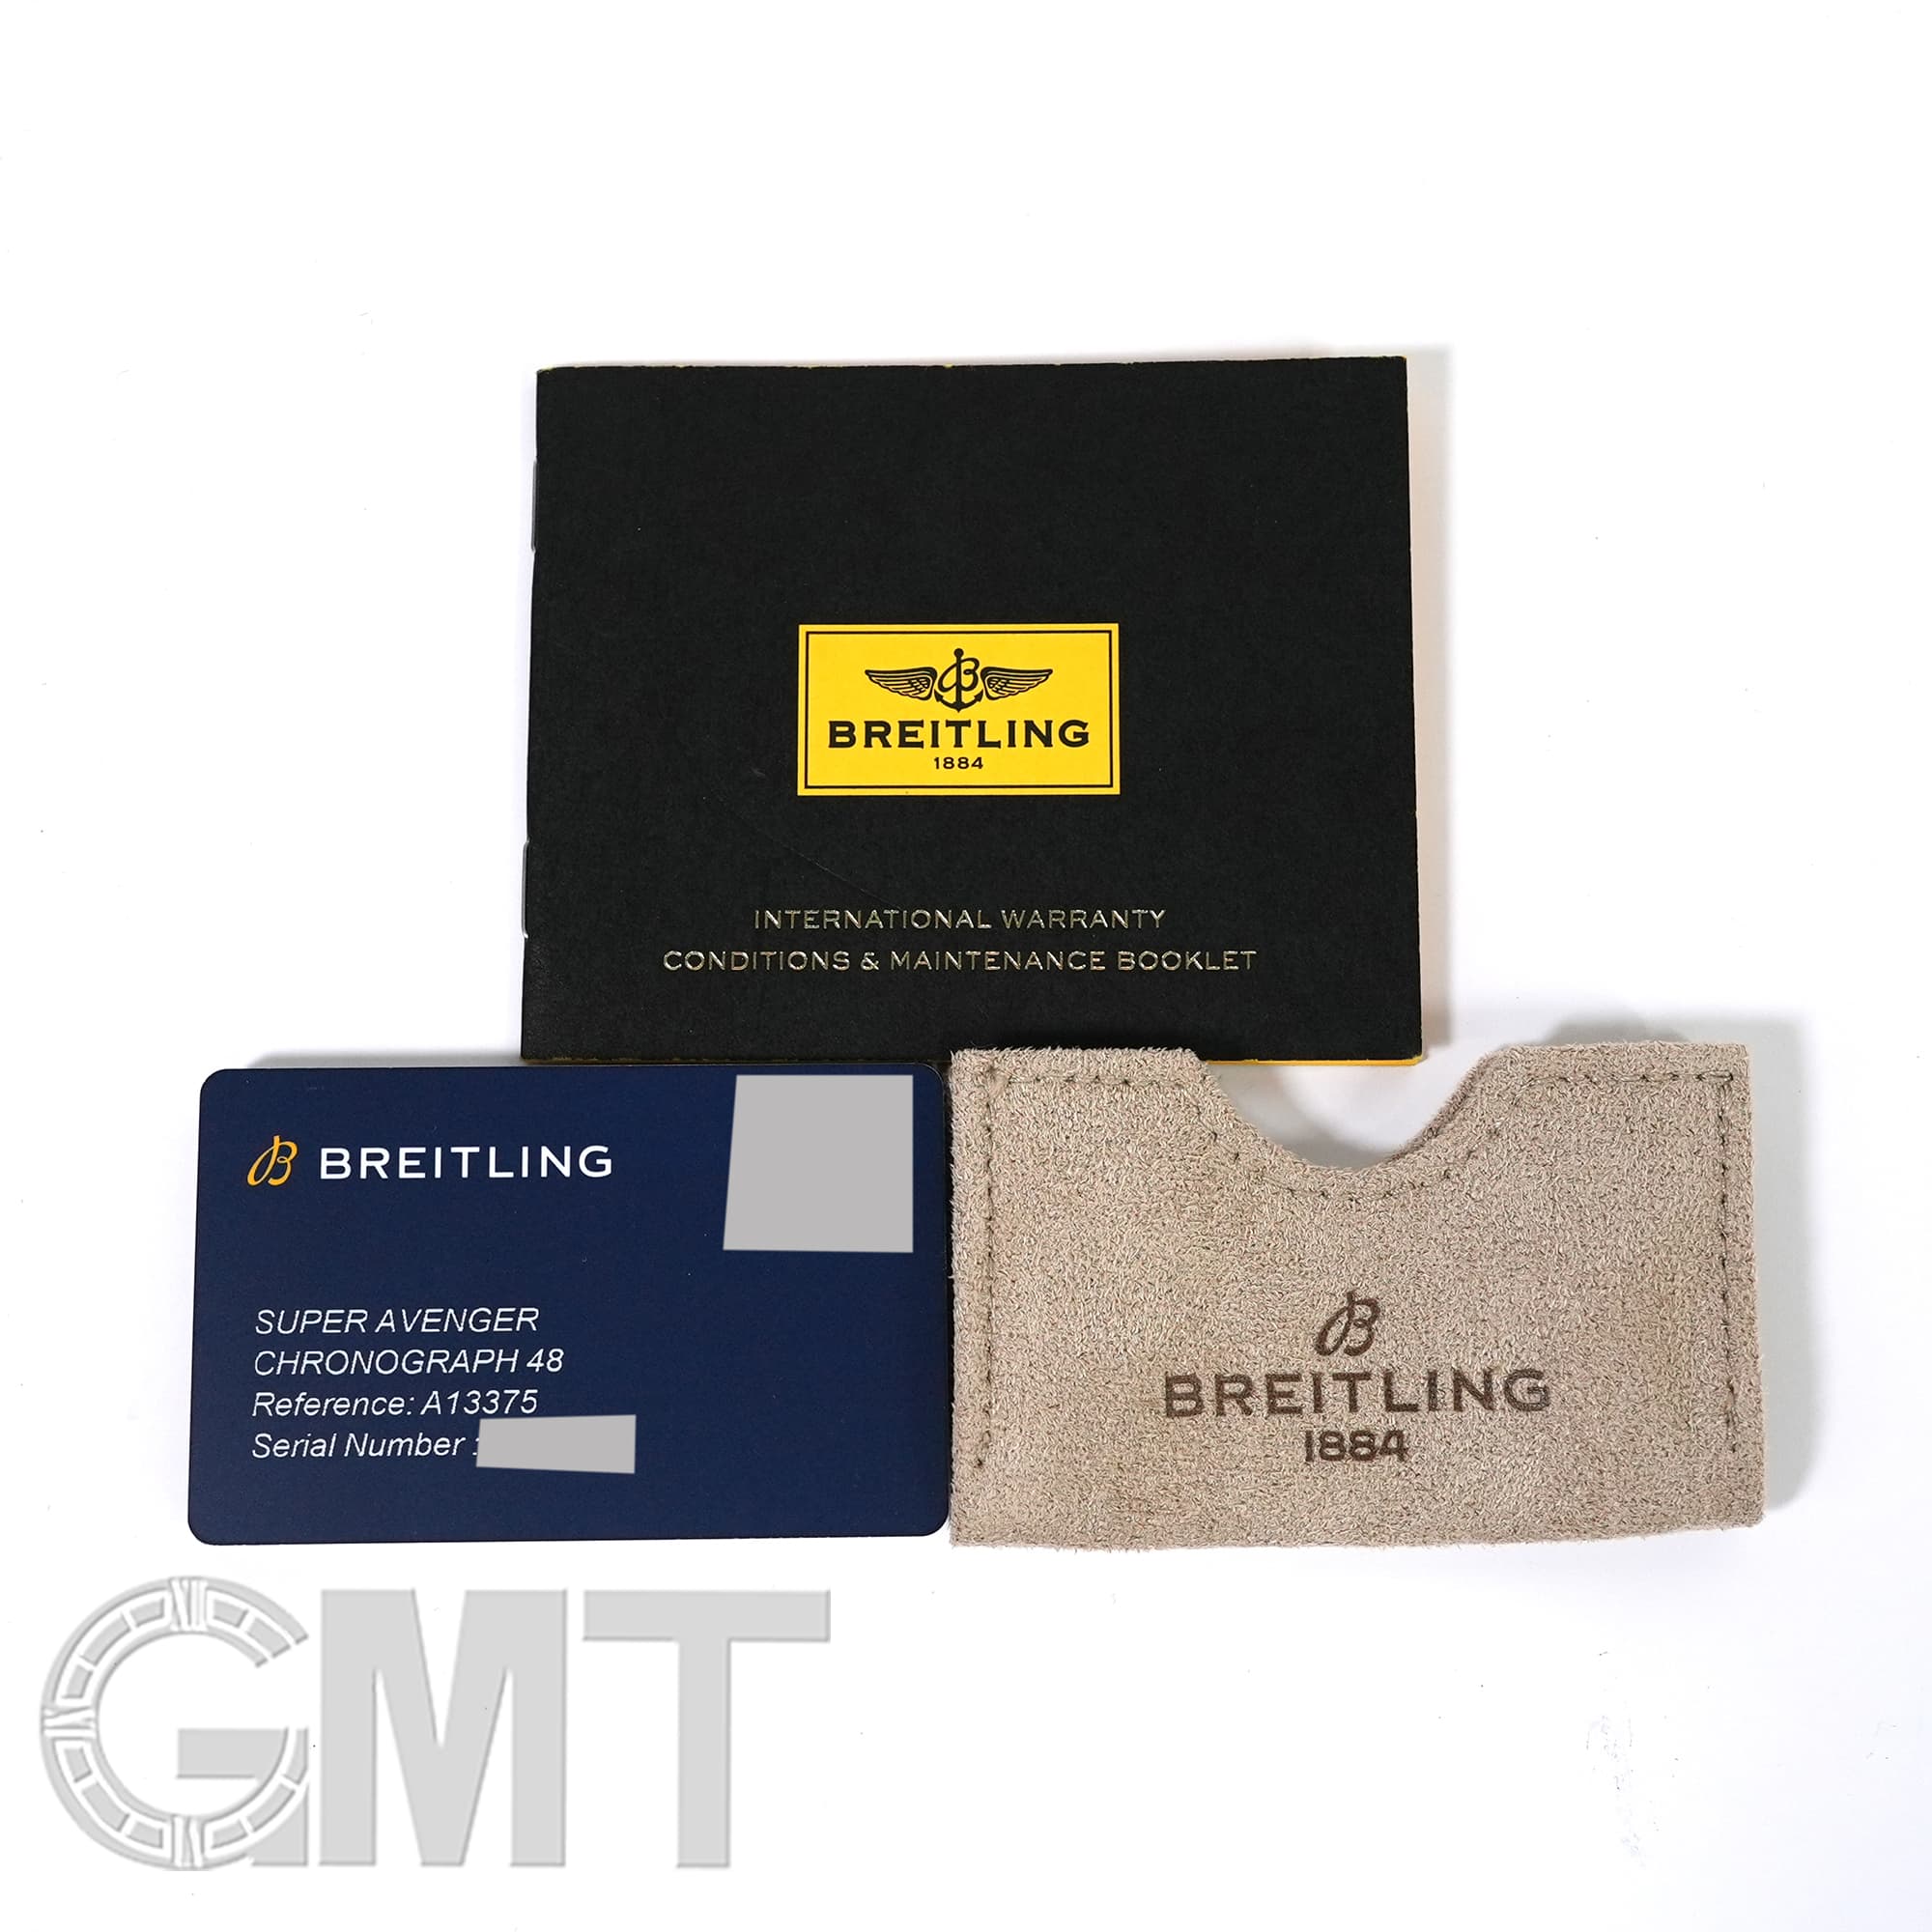 BREITLING
1884
INTERNATIONAL WARRANTY
CONDITIONS & MAINTENANCE BOOKLET
B BREITLING
SUPER AVENGER
CHRONOGRAPH 48
Reference: A13375
Serial Number :
B
BREITLING
1884
GMT